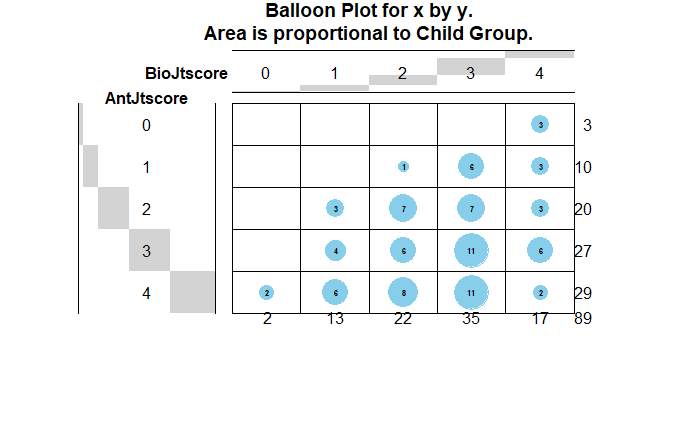 Balloon Plot for x by y.
Area is proportional to Child Group.
BioJtscore 0 1 2 3 4
AntJtscore
0 3 3
1 1 6 3 10
2 3 7 7 3 20
3 4 6 11 6 27
4 2 6 8 11 2 29
2 13 22 35 17 89